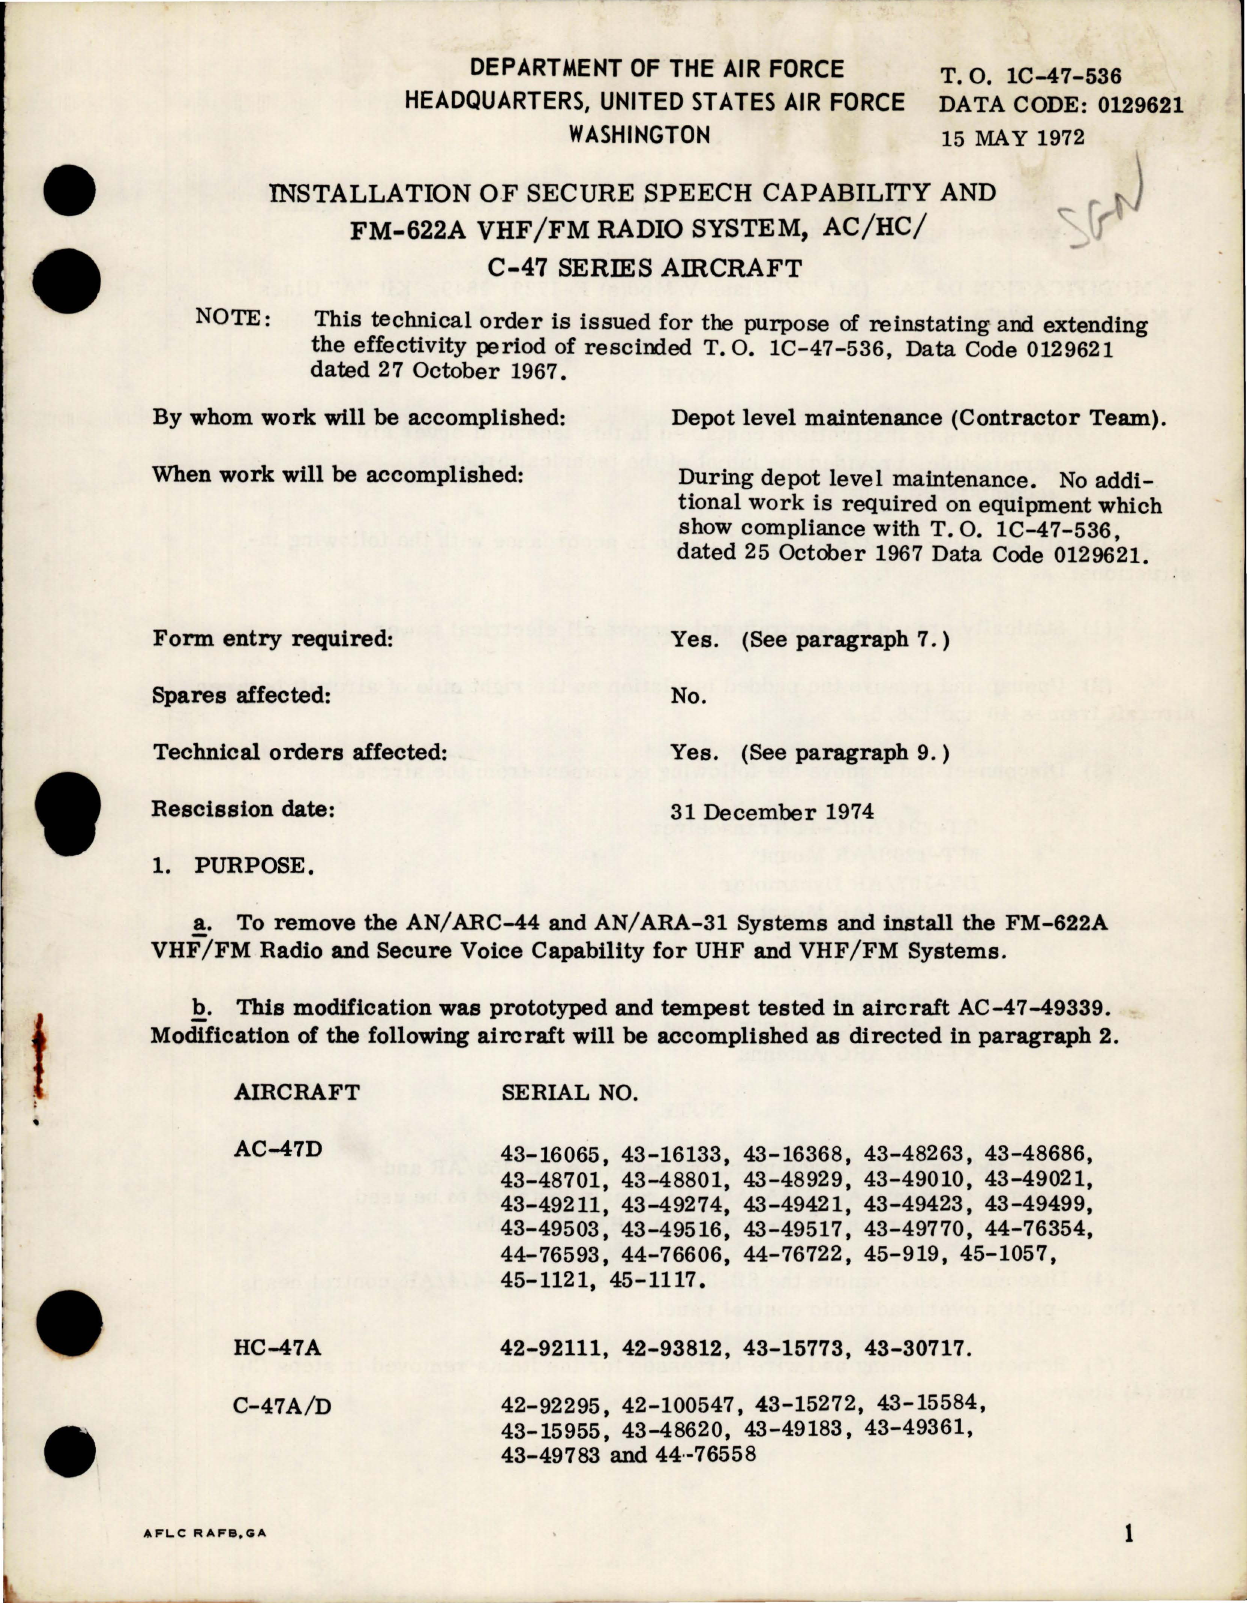 DEPARTMENT OF THE AIR FORCE
HEADQUARTERS, UNITED STATES AIR FORCE
WASHINGTON
T. O. 1C-47-536
DATA CODE: 0129621
15 MAY 1972
INSTALLATION OF SECURE SPEECH CAPABILITY AND
FM-622A VHF/FM RADIO SYSTEM, AC/HC/
C-47 SERIES AIRCRAFT
NOTE: This technical order is issued for the purpose of reinstating and extending
the effectivity period of rescinded T. O. 1C-47-536, Data Code 0129621
dated 27 October 1967.
By whom work will be accomplished: Depot level maintenance (Contractor Team).
When work will be accomplished: During depot level maintenance. No addi-
tional work is required on equipment which
show compliance with T. O. 1C-47-536,
dated 25 October 1967 Data Code 0129621.
Form entry required: Yes. (See paragraph 7.)
Spares affected: No.
Technical orders affected: Yes. (See paragraph 9.)
Rescission date: 31 December 1974
1. PURPOSE.
a. To remove the AN/ARC-44 and AN/ARA-31 Systems and install the FM-622A
VHF/FM Radio and Secure Voice Capability for UHF and VHF/FM Systems.
b. This modification was prototyped and tempest tested in aircraft AC-47-49339.
Modification of the following aircraft will be accomplished as directed in paragraph 2.
AIRCRAFT SERIAL NO.
AC-47D 43-16065, 43-16133, 43-16368, 43-48263, 43-48686,
43-48701, 43-48801, 43-48929, 43-49010, 43-49021,
43-49211, 43-49274, 43-49421, 43-49423, 43-49499,
43-49503, 43-49516, 43-49517, 43-49770, 44-76354,
44-76593, 44-76606, 44-76722, 45-919, 45-1057,
45-1121, 45-1117.
HC-47A 42-92111, 42-93812, 43-15773, 43-30717.
C-47A/D 42-92295, 42-100547, 43-15272, 43-15584,
43-15955, 43-48620, 43-49183, 43-49361,
43-49783 and 44-76558
AFLC RAFB,GA
1